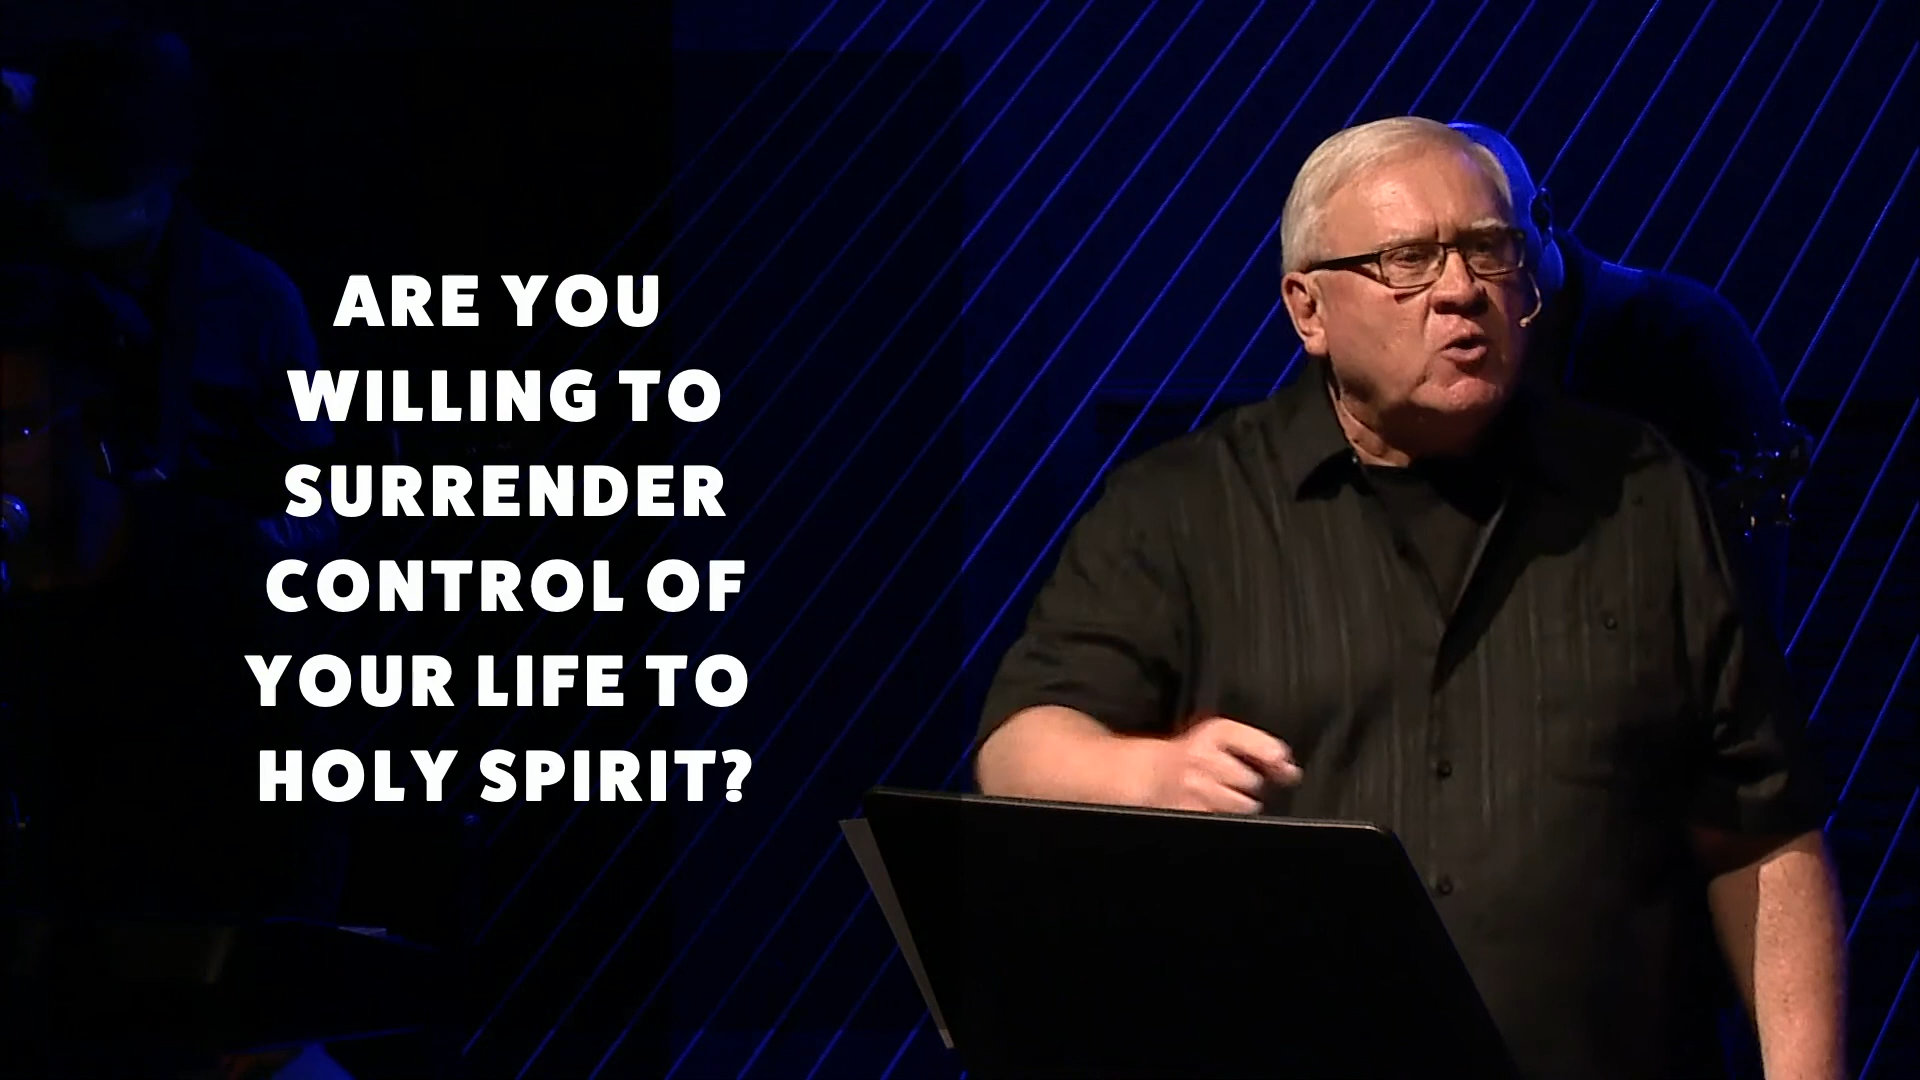 ARE YOU
WILLING TO
SURRENDER
CONTROL OF
YOUR LIFE TO
HOLY SPIRIT?